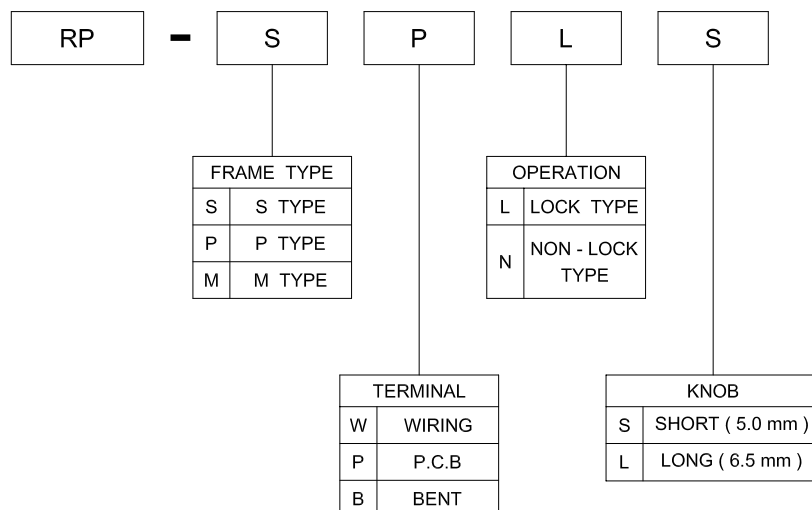 RP - S P L S
FRAME TYPE
S S TYPE
P P TYPE
M M TYPE
OPERATION
L LOCK TYPE
N NON - LOCK
TYPE
TERMINAL
W WIRING
P P.C.B
B BENT
KNOB
S SHORT ( 5.0 mm )
L LONG ( 6.5 mm )